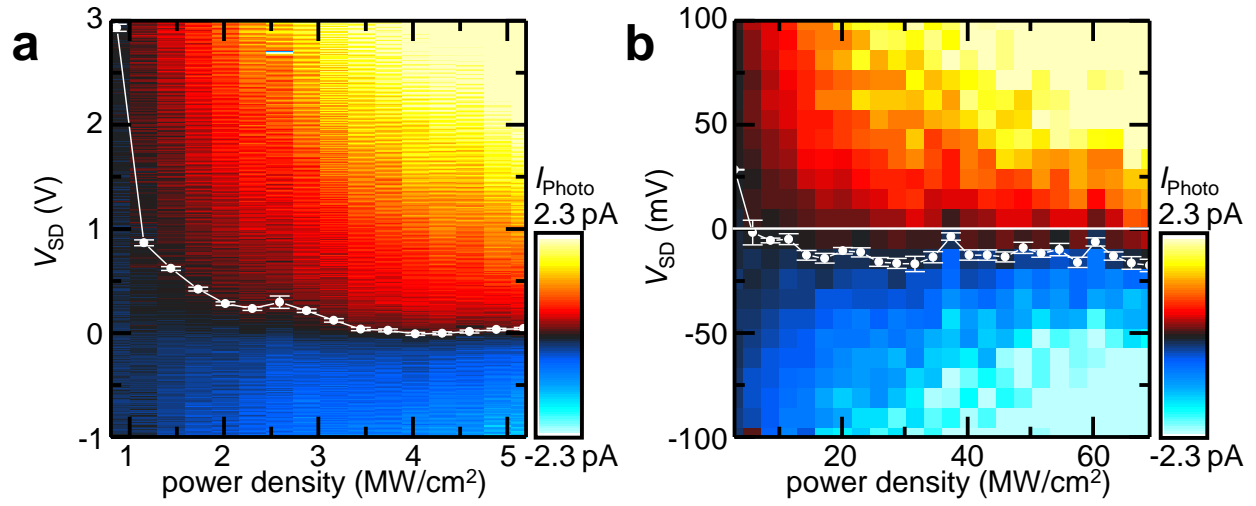 a
3
2
1
0
-1
V_SD (V)
1 2 3 4 5
power density (MW/cm²)
I_Photo
2.3 pA
-2.3 pA
b
100
50
0
-50
-100
V_SD (mV)
20 40 60
power density (MW/cm²)
I_Photo
2.3 pA
-2.3 pA